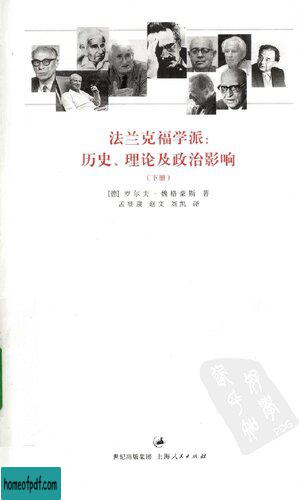 法兰克福学派：
历史、理论及政治影响
（下册）
［德］罗尔夫·魏格豪斯 著
孟登迎 赵文 刘凯 译
世纪出版集团 上海人民出版社
homeofpdf.com
PDG